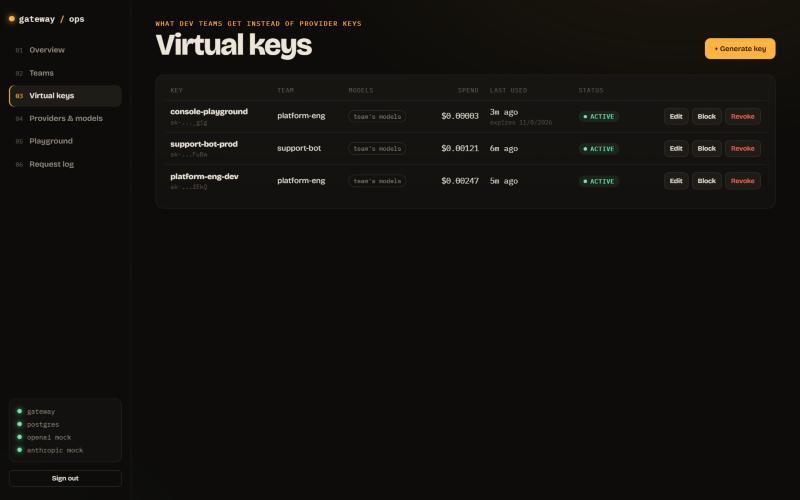 gateway / ops
01 Overview
02 Teams
03 Virtual keys
04 Providers & models
05 Playground
06 Request log
gateway
postgres
openai mock
anthropic mock
Sign out
WHAT DEV TEAMS GET INSTEAD OF PROVIDER KEYS
Virtual keys
+ Generate key
KEY TEAM MODELS SPEND LAST USED STATUS
console-playground platform-eng team's models $0.00003 3m ago ACTIVE Edit Block Revoke
sk-..._gig expires 11/8/2026
support-bot-prod support-bot team's models $0.00121 6m ago ACTIVE Edit Block Revoke
sk-...FuBw
platform-eng-dev platform-eng team's models $0.00247 5m ago ACTIVE Edit Block Revoke